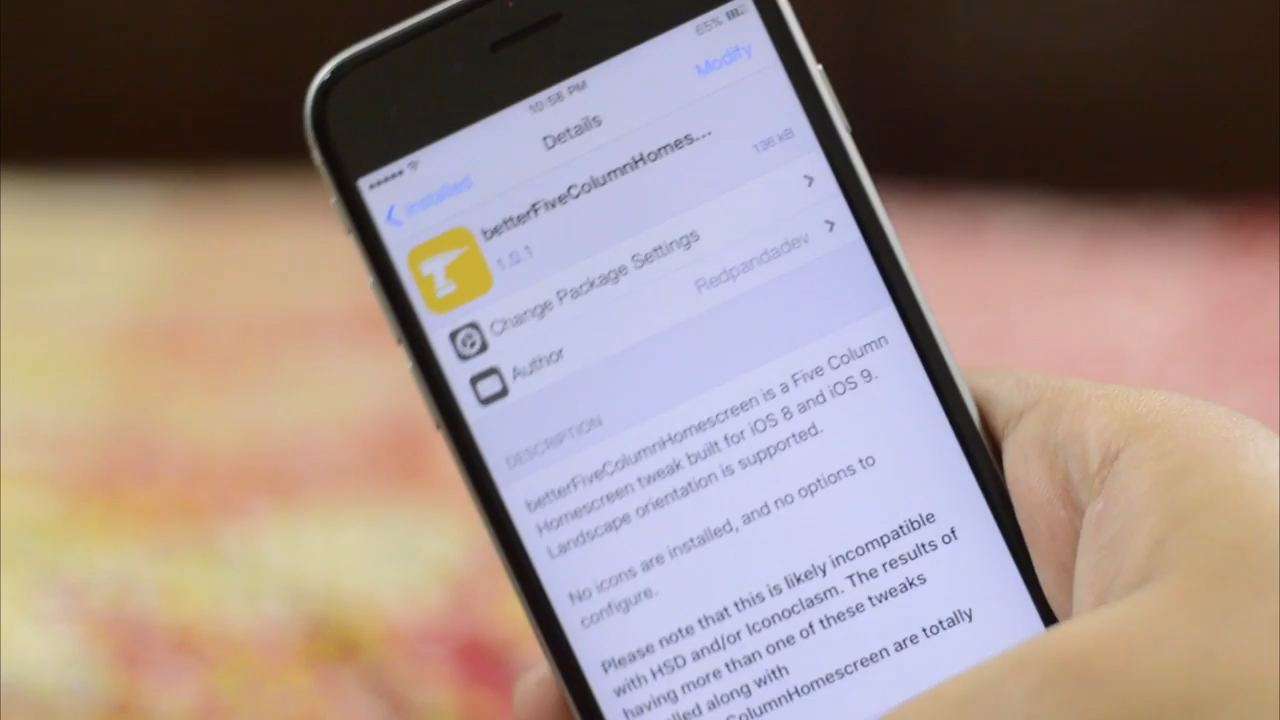 65%
10:58 PM
Modify
Details
Installed
betterFiveColumnHomes...
136 kB
1.0.1
Change Package Settings
Author Redpandadev
DESCRIPTION
betterFiveColumnHomescreen is a Five Column
Homescreen tweak built for iOS 8 and iOS 9.
Landscape orientation is supported.
No icons are installed, and no options to
configure.
Please note that this is likely incompatible
with HSD and/or Iconoclasm. The results of
having more than one of these tweaks
lled along with
ColumnHomescreen are totally